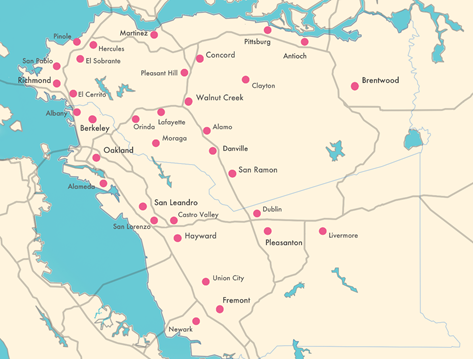 Martinez
Pinole
Hercules
Pittsburg
Antioch
Concord
El Sobrante
San Pablo
Pleasant Hill
Richmond
Clayton
Brentwood
El Cerrito
Walnut Creek
Albany
Lafayette
Berkeley
Orinda
Alamo
Moraga
Oakland
Danville
San Ramon
Alameda
San Leandro
Castro Valley
Dublin
San Lorenzo
Hayward
Pleasanton
Livermore
Union City
Fremont
Newark